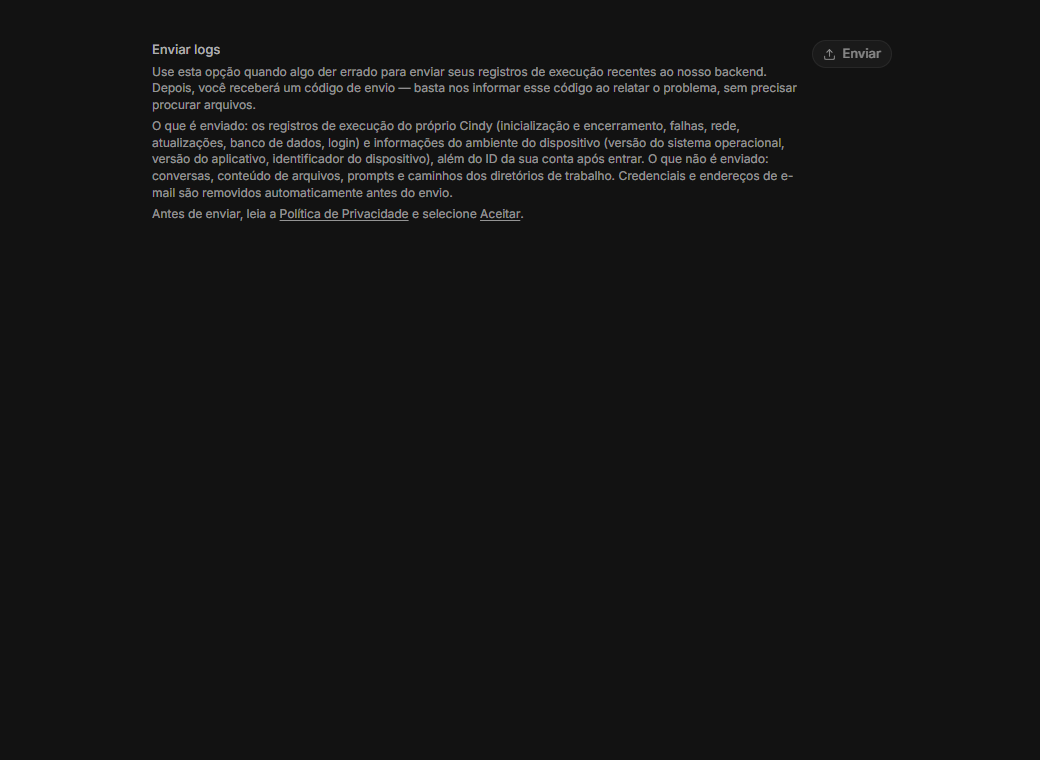 Enviar logs
Enviar
Use esta opção quando algo der errado para enviar seus registros de execução recentes ao nosso backend.
Depois, você receberá um código de envio — basta nos informar esse código ao relatar o problema, sem precisar
procurar arquivos.
O que é enviado: os registros de execução do próprio Cindy (inicialização e encerramento, falhas, rede,
atualizações, banco de dados, login) e informações do ambiente do dispositivo (versão do sistema operacional,
versão do aplicativo, identificador do dispositivo), além do ID da sua conta após entrar. O que não é enviado:
conversas, conteúdo de arquivos, prompts e caminhos dos diretórios de trabalho. Credenciais e endereços de e-
mail são removidos automaticamente antes do envio.
Antes de enviar, leia a Política de Privacidade e selecione Aceitar.